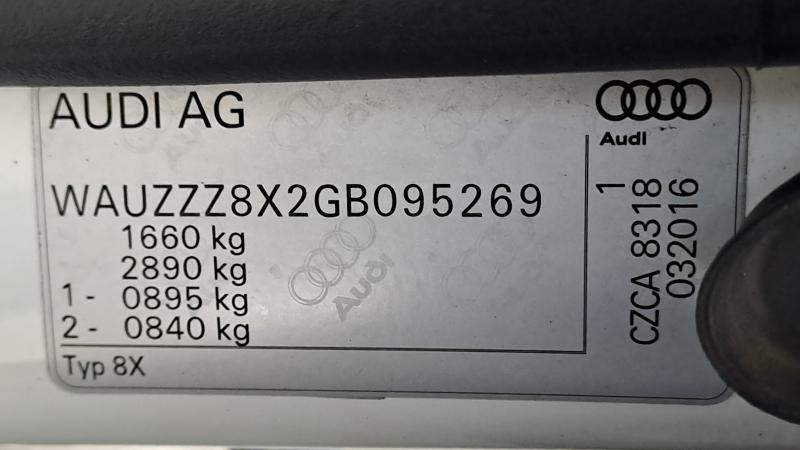 AUDI AG
Audi
WAUZZZ8X2GB095269
1660 kg
2890 kg
1 - 0895 kg
2 - 0840 kg
Typ 8X
1
CZCA 8318
032016
Audi